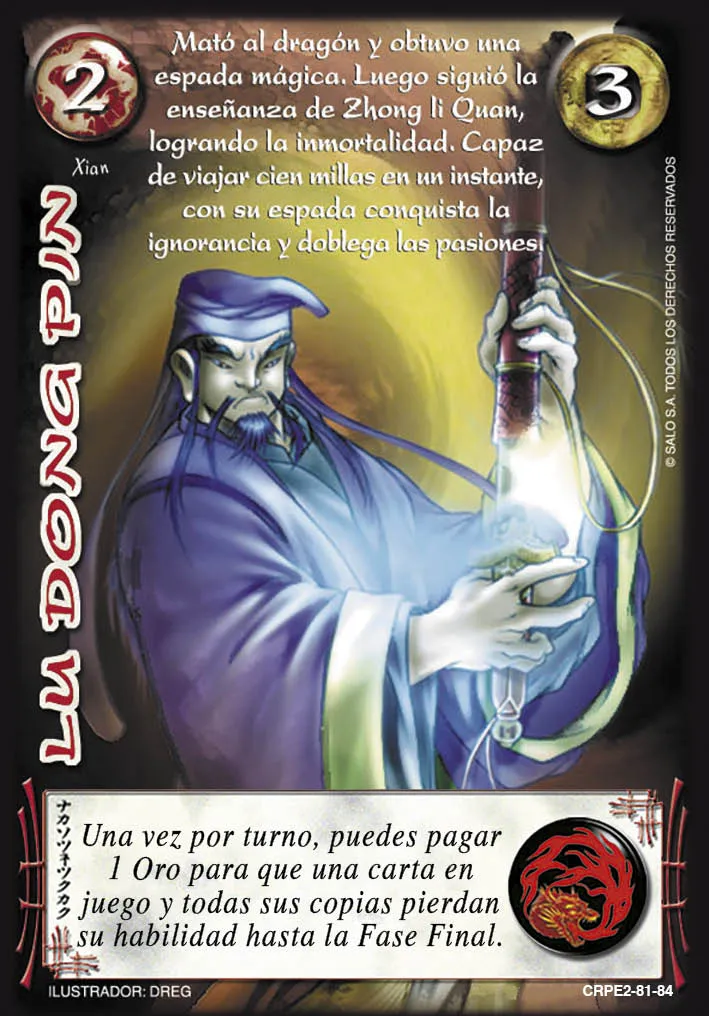 2
Mató al dragón y obtuvo una
espada mágica. Luego siguió la
enseñanza de Zhong li Quan,
logrando la inmortalidad. Capaz
de viajar cien millas en un instante,
con su espada conquista la
ignorancia y doblega las pasiones.
3
Xian
LU DONG PIN
© SALO S.A. TODOS LOS DERECHOS RESERVADOS
ナカソツネツクカク
Una vez por turno, puedes pagar
1 Oro para que una carta en
juego y todas sus copias pierdan
su habilidad hasta la Fase Final.
ILUSTRADOR: DREG
CRPE2-81-84